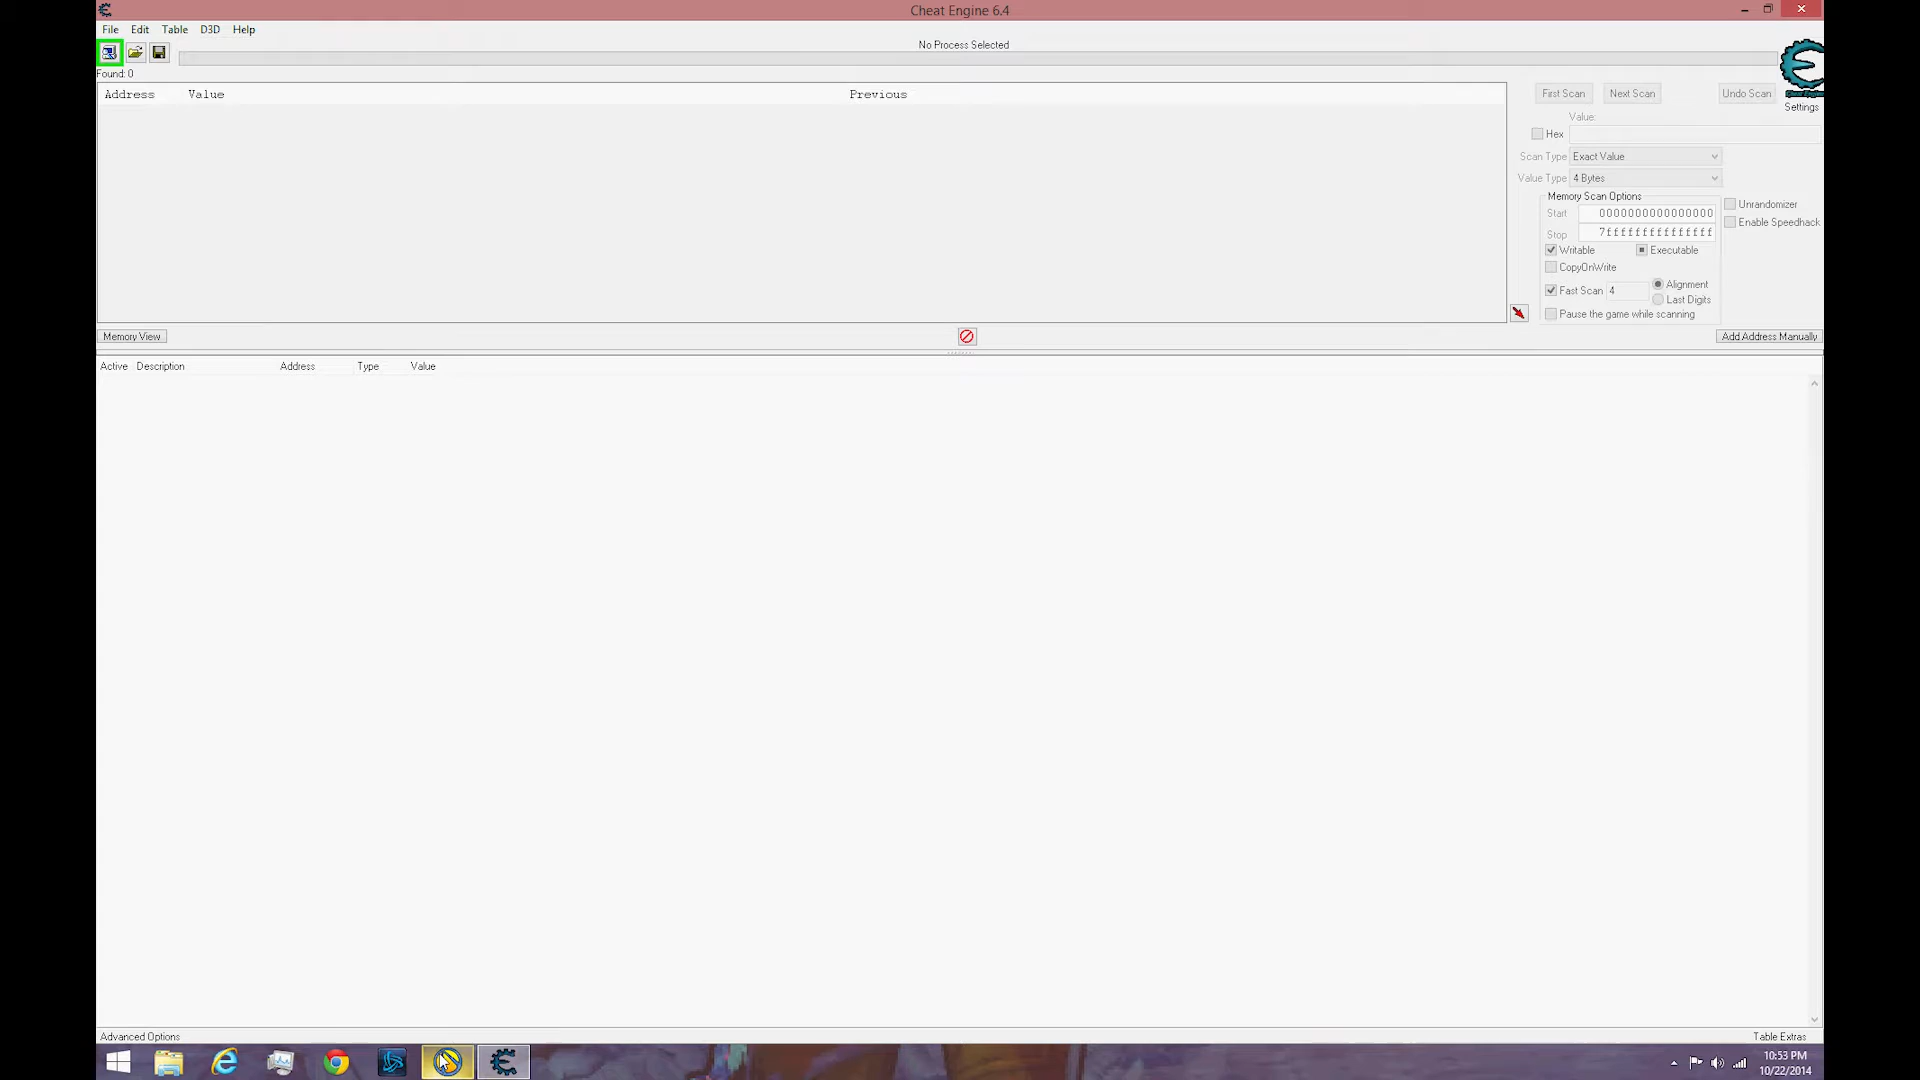 Cheat Engine 6.4
File Edit Table D3D Help
No Process Selected
Found: 0
Address Value Previous
First Scan Next Scan Undo Scan
Settings
Value:
Hex
Scan Type Exact Value
Value Type 4 Bytes
Memory Scan Options
Start 0000000000000000
Unrandomizer
Stop 7fffffffffffffff
Enable Speedhack
Writable Executable
CopyOnWrite
Fast Scan 4 Alignment
Last Digits
Pause the game while scanning
Memory View Add Address Manually
Active Description Address Type Value
Advanced Options Table Extras
10:53 PM
10/22/2014